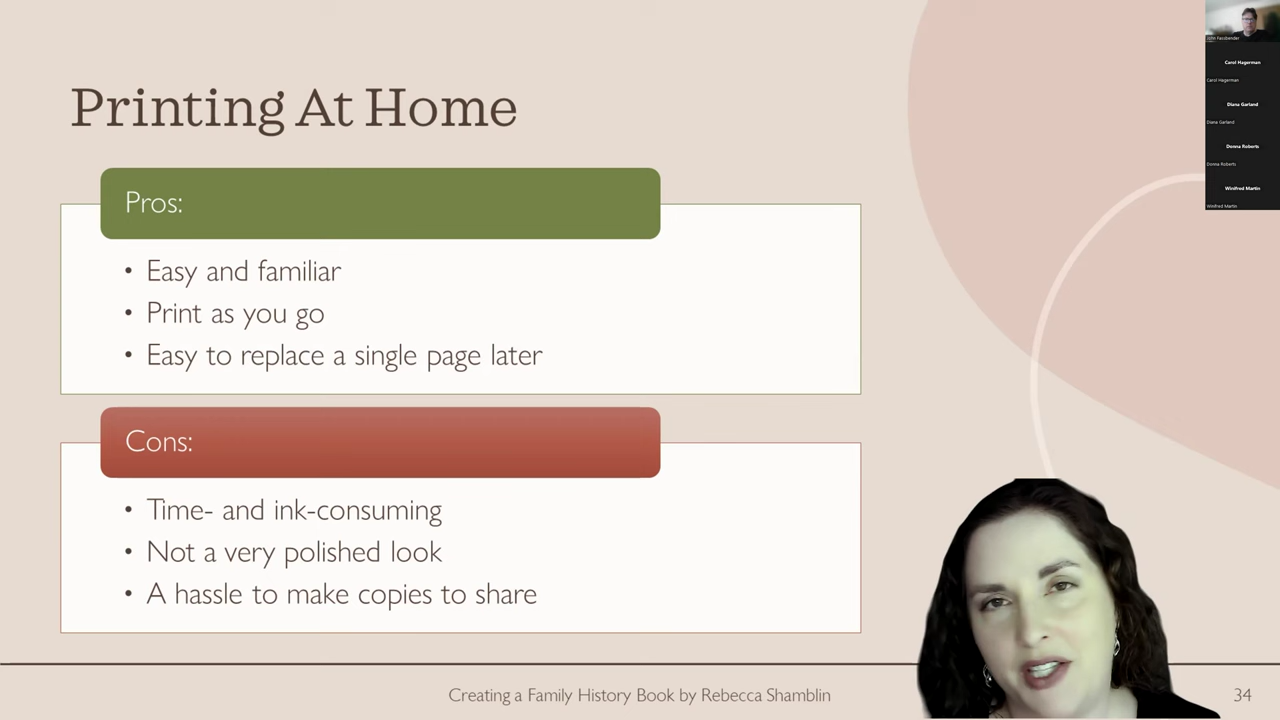 Printing At Home
Pros:
• Easy and familiar
• Print as you go
• Easy to replace a single page later
Cons:
• Time- and ink-consuming
• Not a very polished look
• A hassle to make copies to share
Creating a Family History Book by Rebecca Shamblin
34
John Fassbender
Carol Hagerman
Carol Hagerman
Diana Garland
Diana Garland
Donna Roberts
Donna Roberts
Winifred Martin
Winifred Martin